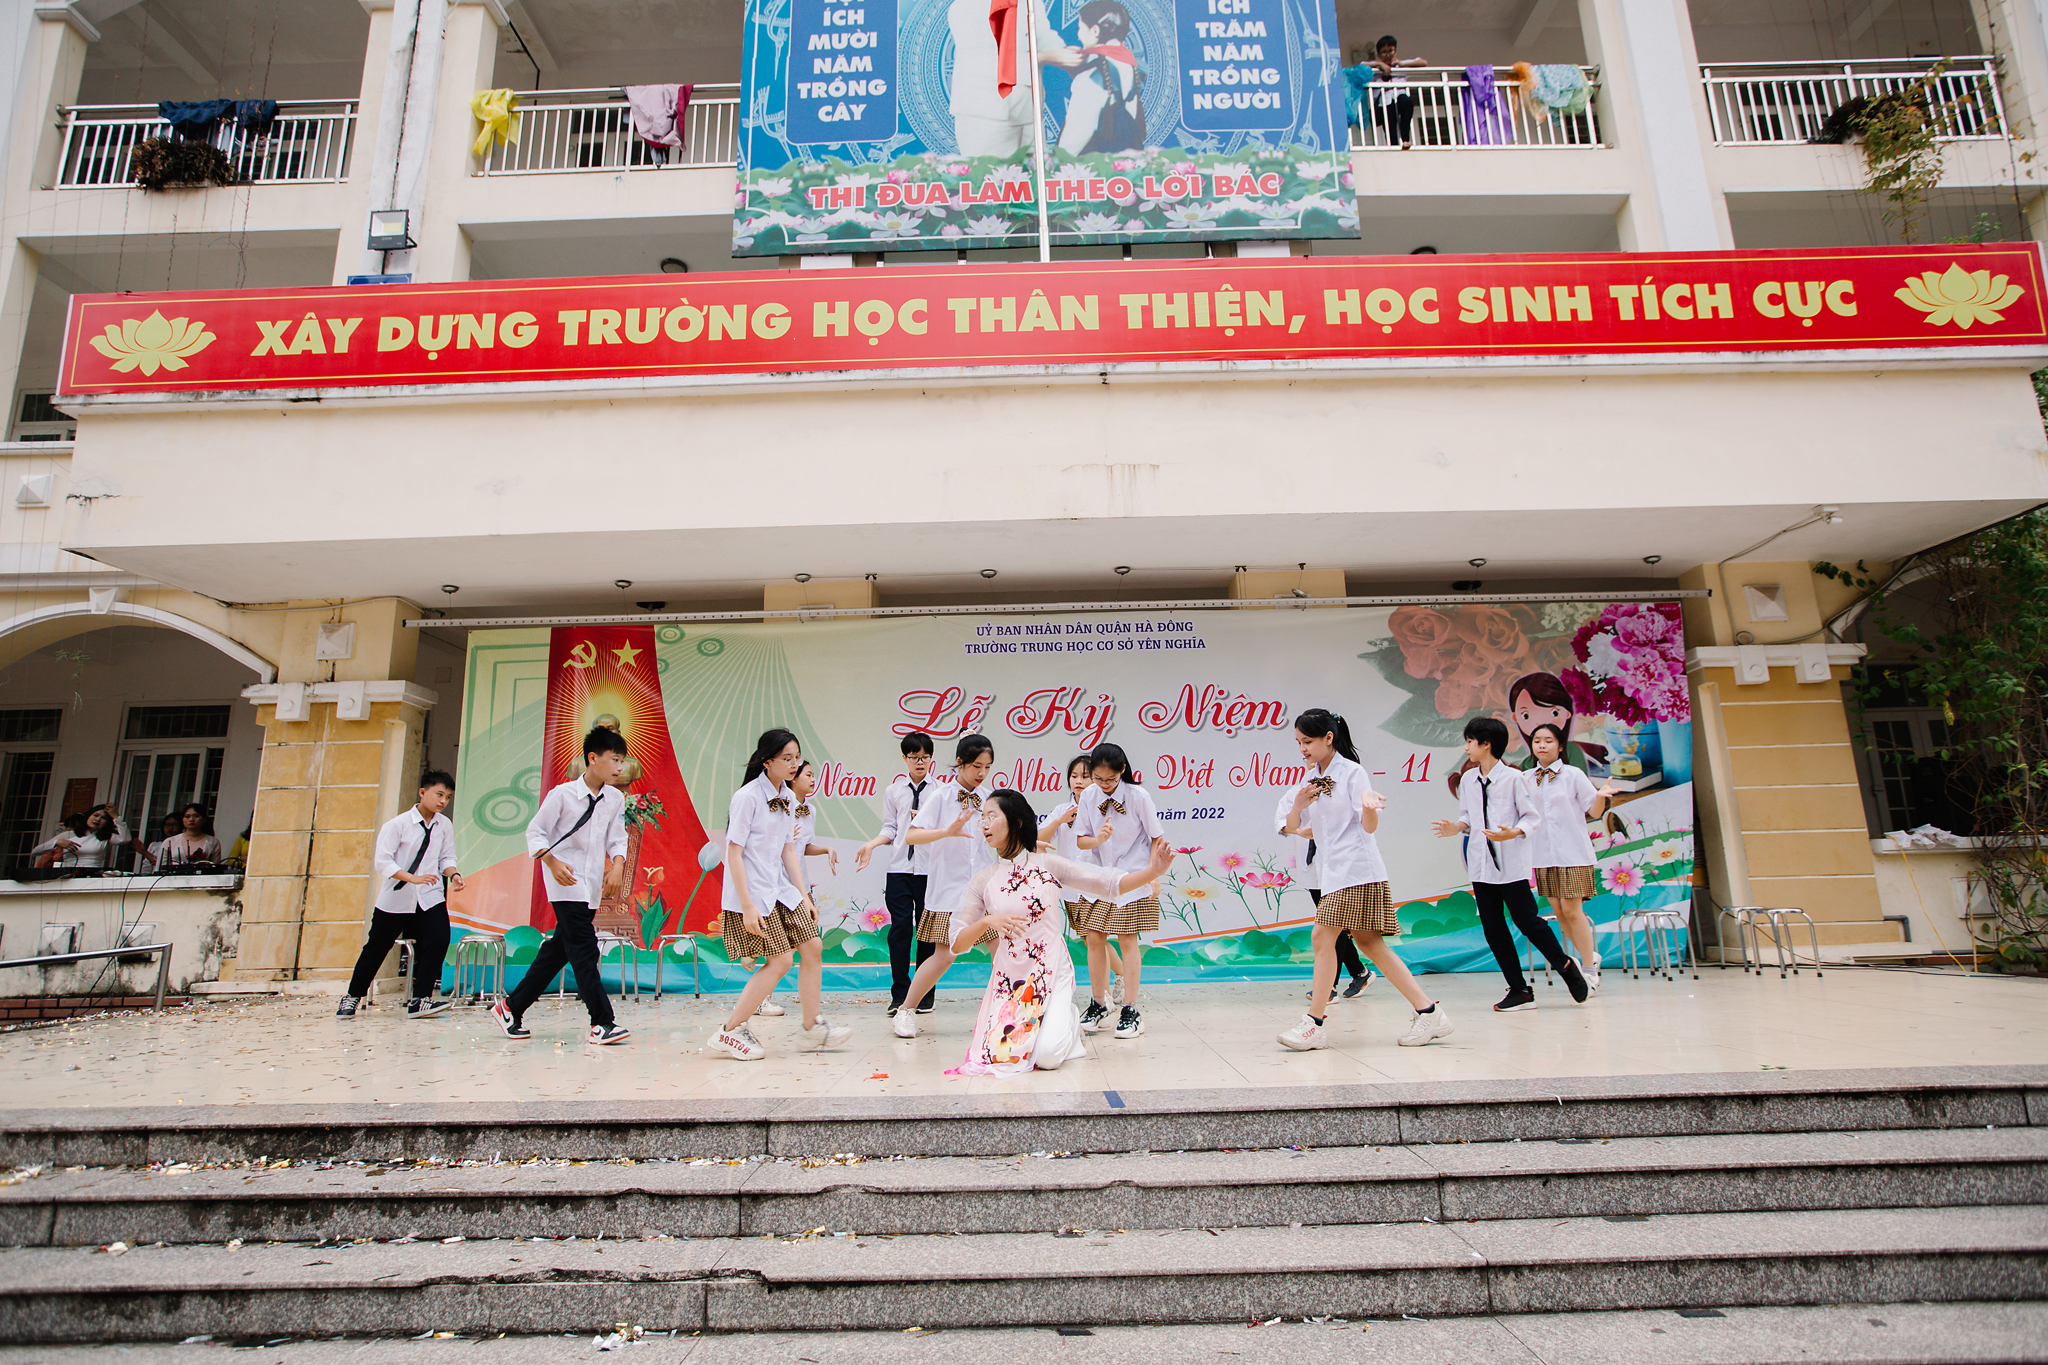 ÍCH
MƯỜI
NĂM
TRỒNG
CÂY
ÍCH
TRĂM
NĂM
TRỒNG
NGƯỜI
THI ĐUA LÀM THEO LỜI BÁC
XÂY DỰNG TRƯỜNG HỌC THÂN THIỆN, HỌC SINH TÍCH CỰC
UỶ BAN NHÂN DÂN QUẬN HÀ ĐÔNG
TRƯỜNG TRUNG HỌC CƠ SỞ YÊN NGHĨA
Lễ Kỷ Niệm
Năm Nhà Việt Nam - 11
năm 2022
BOSTON